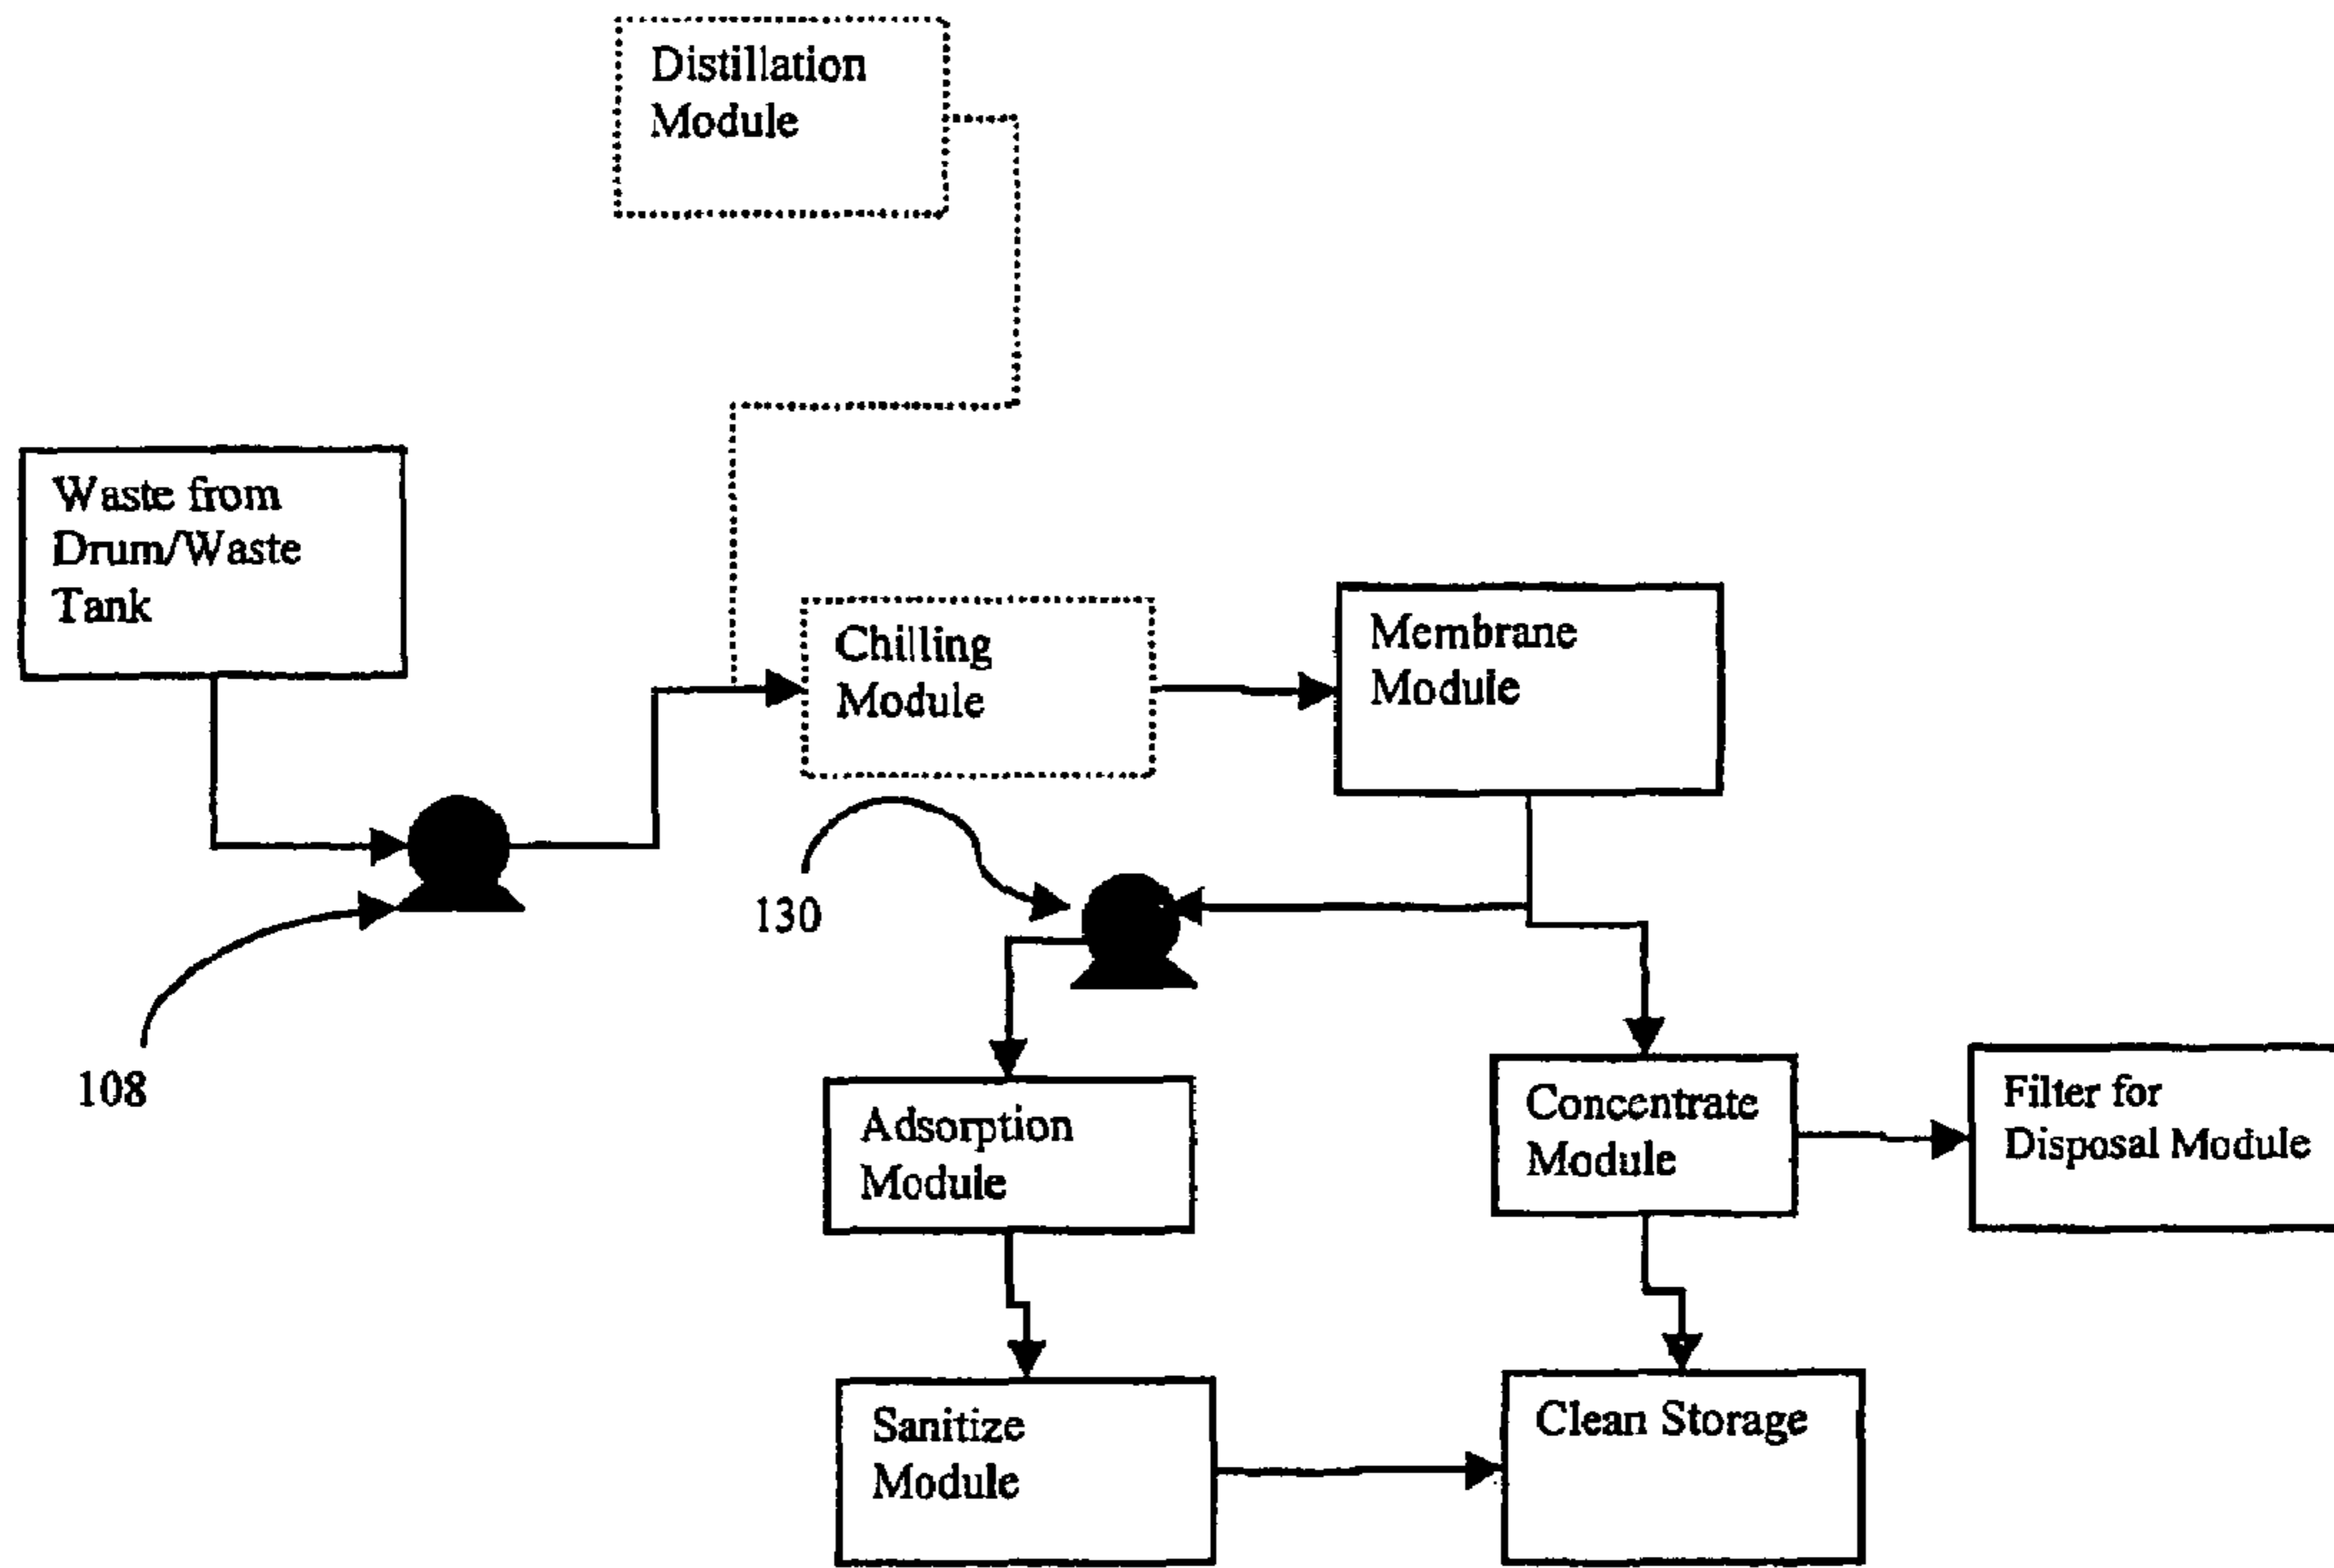 Distillation
Module
Waste from
Drum/Waste
Tank
Chilling
Module
Membrane
Module
130
108
Adsorption
Module
Concentrate
Module
Filter for
Disposal Module
Sanitize
Module
Clean Storage